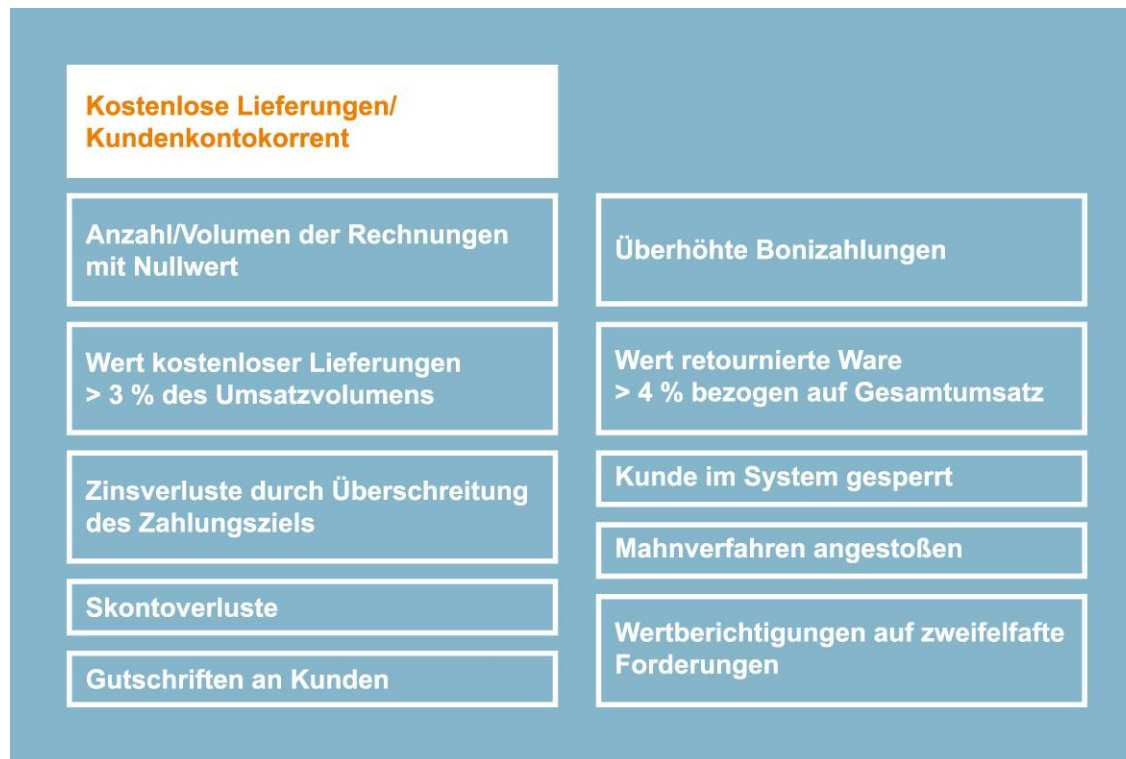 Kostenlose Lieferungen/
Kundenkontokorrent
Anzahl/Volumen der Rechnungen
mit Nullwert
Wert kostenloser Lieferungen
> 3 % des Umsatzvolumens
Zinsverluste durch Überschreitung
des Zahlungsziels
Skontoverluste
Gutschriften an Kunden
Überhöhte Bonizahlungen
Wert retournierte Ware
> 4 % bezogen auf Gesamtumsatz
Kunde im System gesperrt
Mahnverfahren angestoßen
Wertberichtigungen auf zweifelfafte
Forderungen